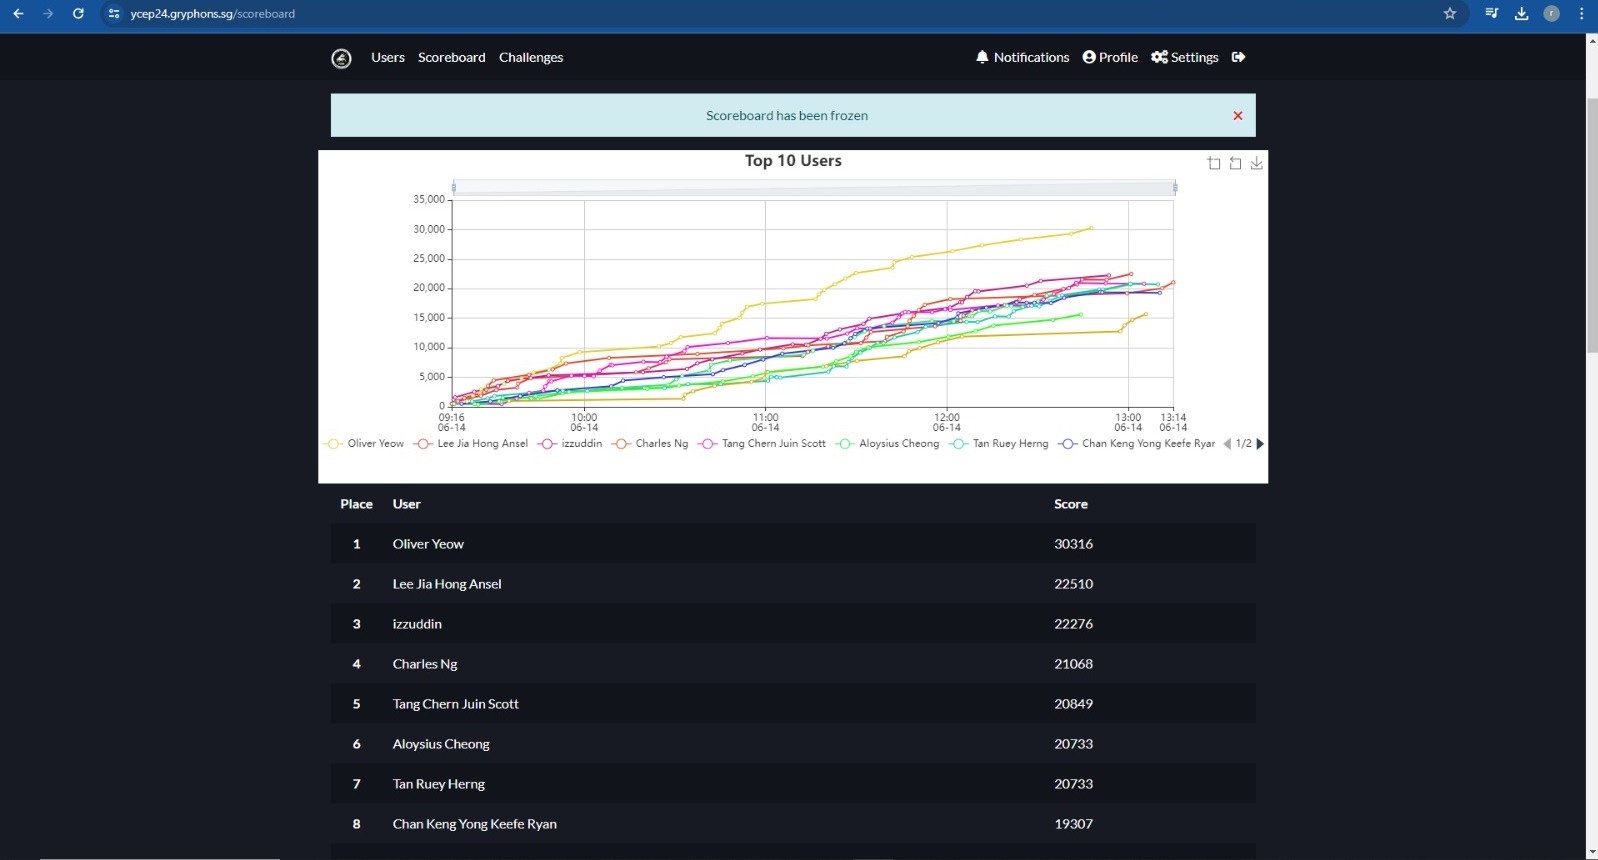 ycep24.gryphons.sg/scoreboard
r
Users Scoreboard Challenges Notifications Profile Settings
Scoreboard has been frozen
Top 10 Users
35,000
30,000
25,000
20,000
15,000
10,000
5,000
0
09:16 10:00 11:00 12:00 13:00 13:14
06-14 06-14 06-14 06-14 06-14 06-14
Oliver Yeow Lee Jia Hong Ansel izzuddin Charles Ng Tang Chern Juin Scott Aloysius Cheong Tan Ruey Herng Chan Keng Yong Keefe Ryan 1/2
Place User Score
1 Oliver Yeow 30316
2 Lee Jia Hong Ansel 22510
3 izzuddin 22276
4 Charles Ng 21068
5 Tang Chern Juin Scott 20849
6 Aloysius Cheong 20733
7 Tan Ruey Herng 20733
8 Chan Keng Yong Keefe Ryan 19307